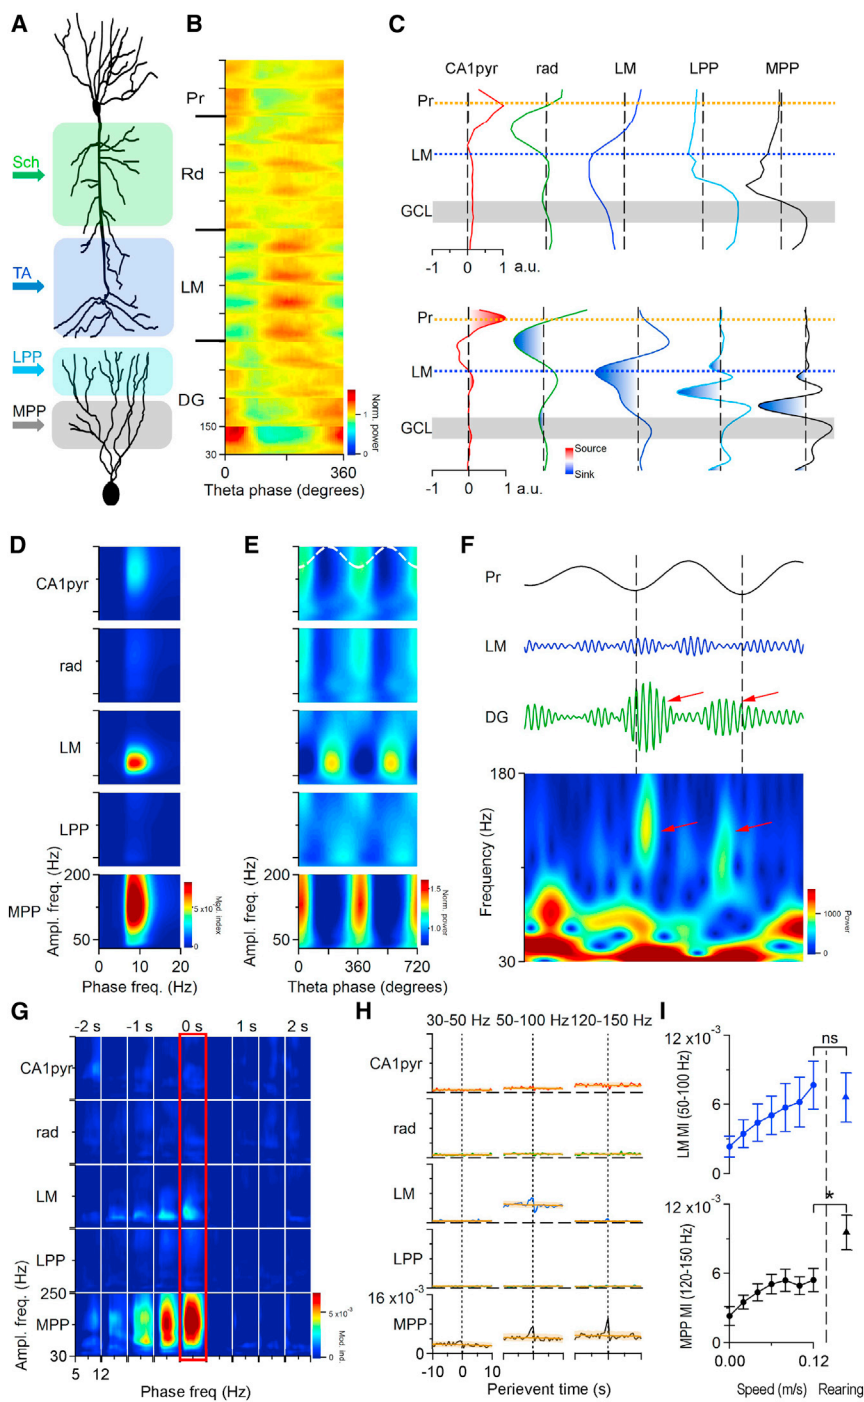 A
Sch
TA
LPP
MPP
B
Pr
Rd
LM
DG
150
30
0
360
Theta phase (degrees)
1
0
Norm. power
C
CA1pyr
rad
LM
LPP
MPP
Pr
LM
GCL
-1
0
1
a.u.
Pr
LM
GCL
-1
0
1
a.u.
Source
Sink
D
CA1pyr
rad
LM
LPP
MPP
Ampl. freq. (Hz)
200
50
0
10
20
Phase freq. (Hz)
5 x10⁻³
0
Mod. index
E
Ampl. freq. (Hz)
200
50
0
360
720
Theta phase (degrees)
1.5
1.0
Norm. power
F
Pr
LM
DG
180
Frequency (Hz)
30
1000
0
Power
G
-2 s
-1 s
0 s
1 s
2 s
CA1pyr
rad
LM
LPP
MPP
Ampl. freq. (Hz)
250
30
5
12
Phase freq (Hz)
5 x10⁻³
0
Mod. ind.
H
30–50 Hz
50–100 Hz
120–150 Hz
CA1pyr
rad
LM
LPP
16 x10⁻³
MPP
0
-10
0
10
Perievent time (s)
I
12 x10⁻³
LM MI (50-100 Hz)
6
0
ns
12 x10⁻³
MPP MI (120-150 Hz)
6
0
*
0.00
0.12
Speed (m/s)
Rearing